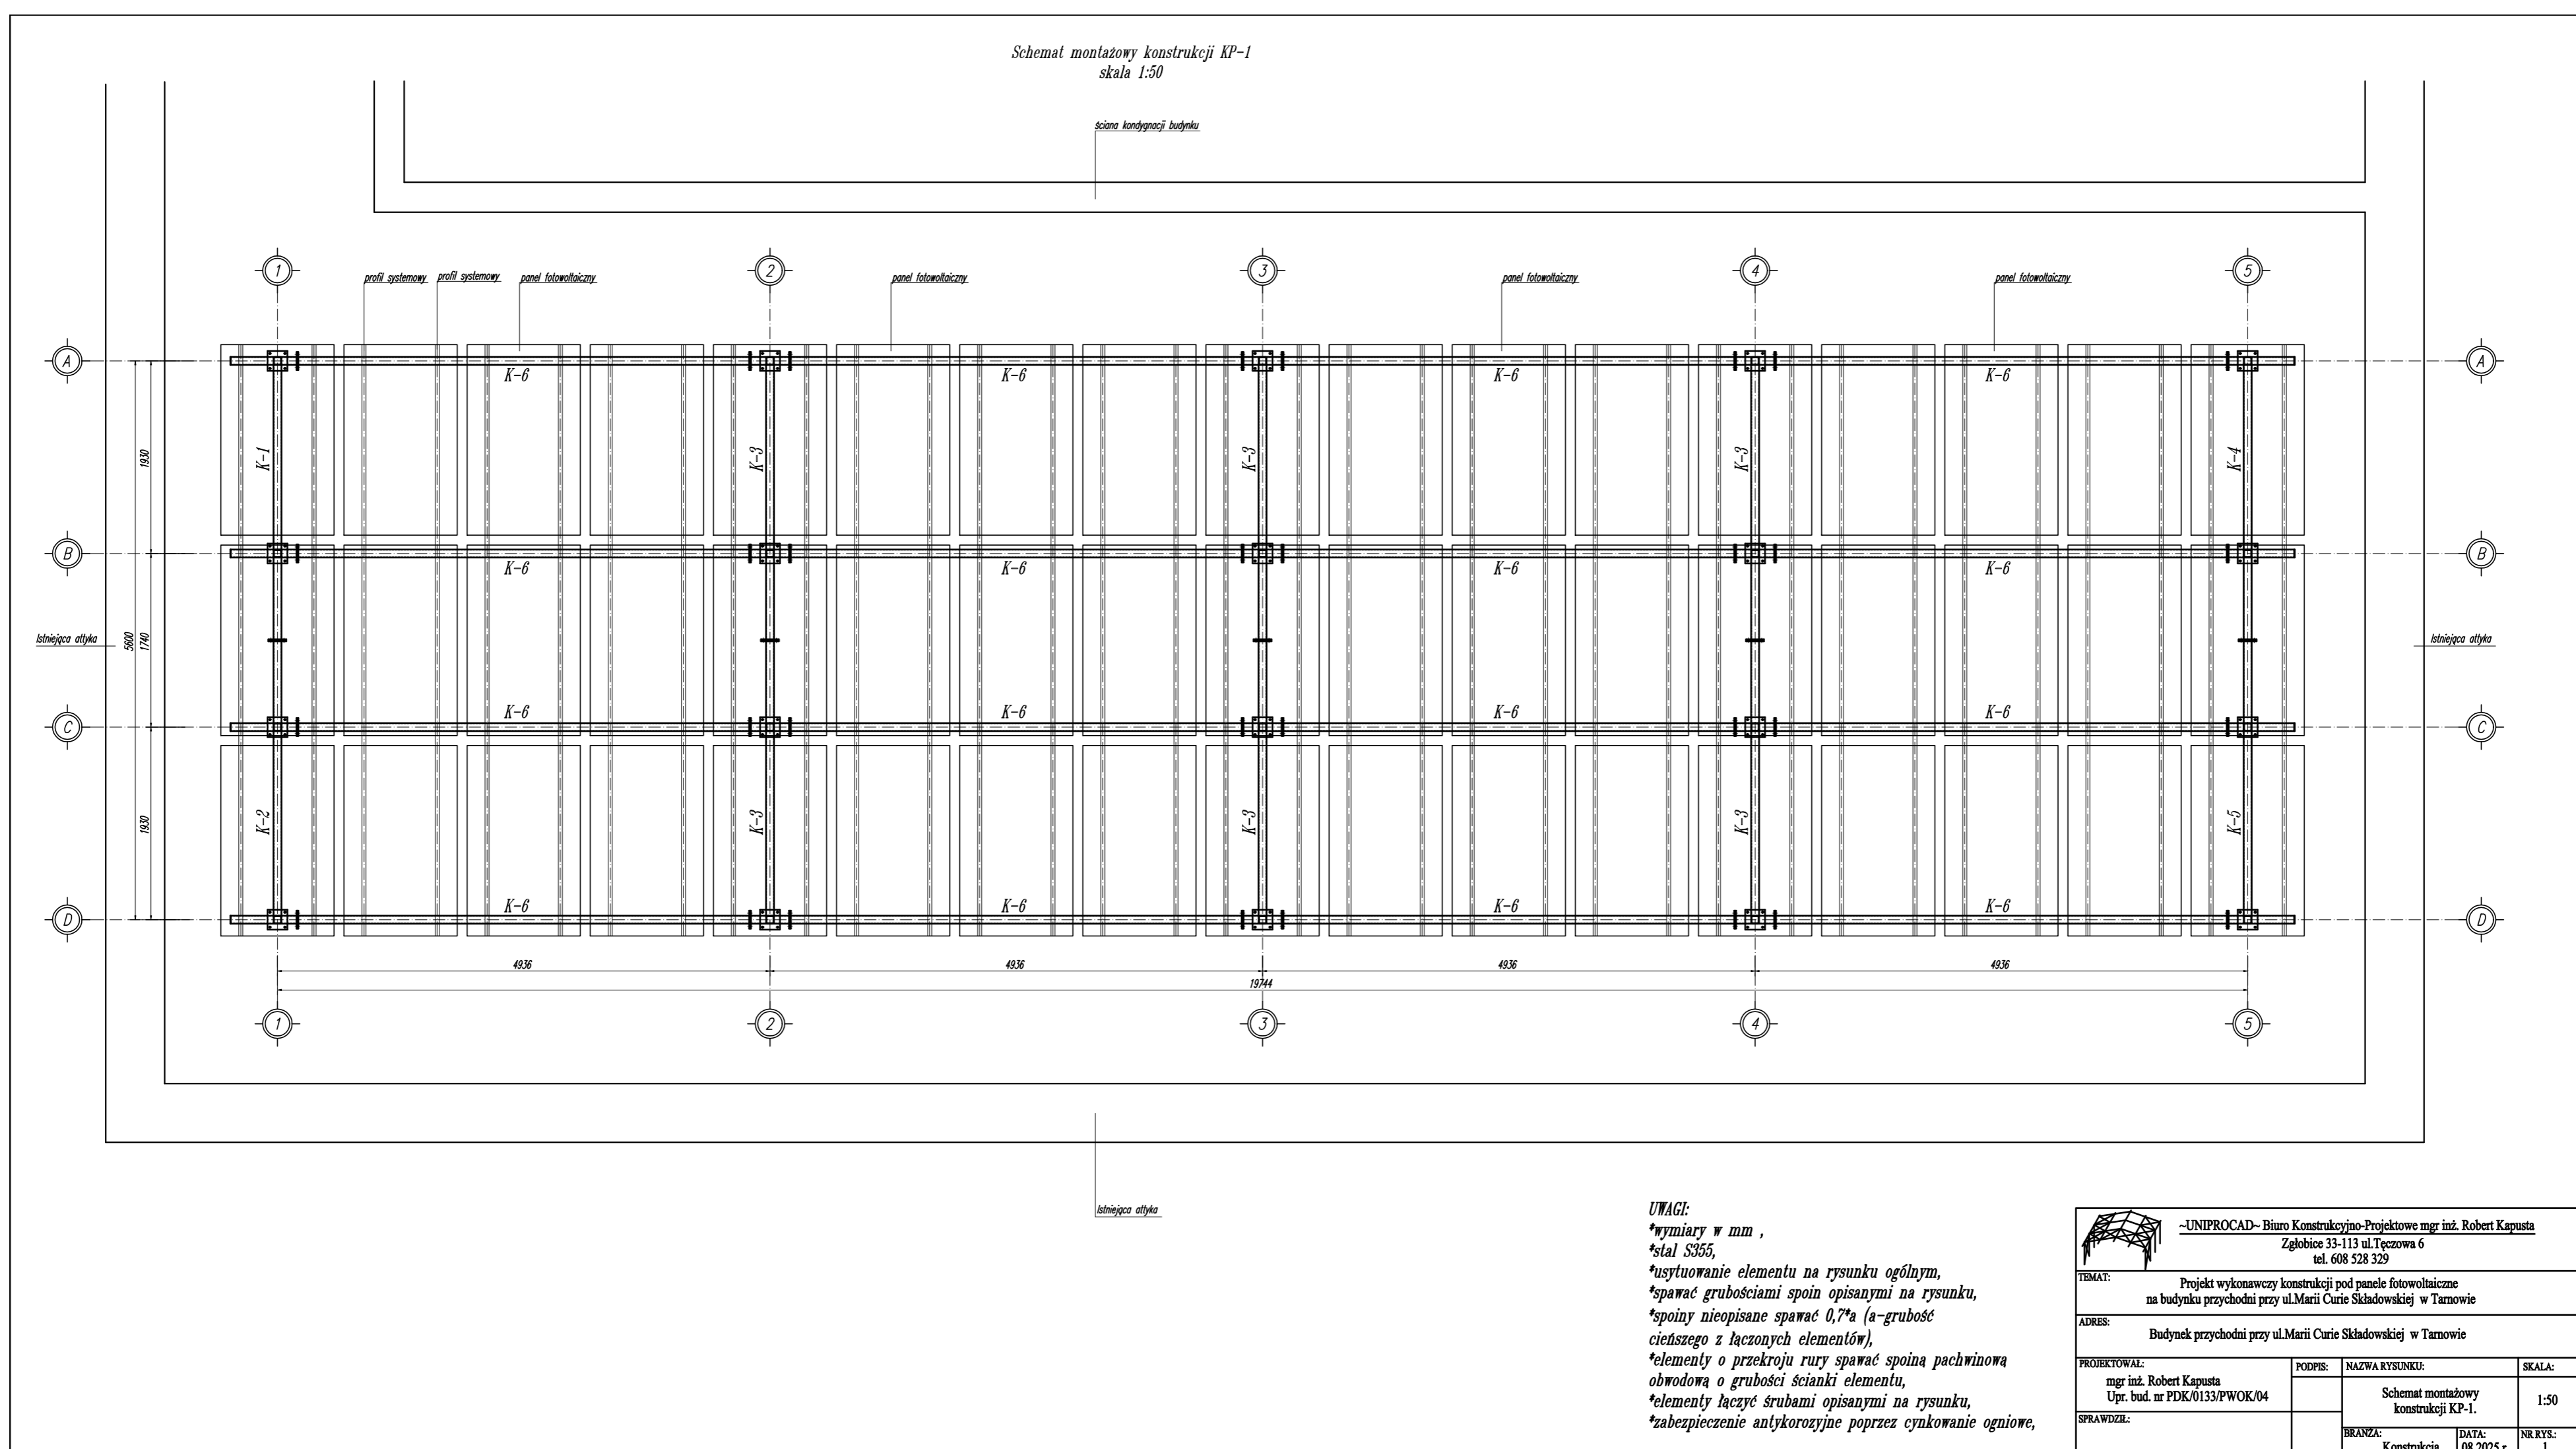 Schemat montażowy konstrukcji KP-1
skala 1:50
ściana kondygnacji budynku
1 2 3 4 5
profil systemowy profil systemowy panel fotowoltaiczny panel fotowoltaiczny panel fotowoltaiczny panel fotowoltaiczny
A A
K-6 K-6 K-6 K-6
1930 K-1 K-3 K-3 K-3 K-4
B B
K-6 K-6 K-6 K-6
Istniejąca attyka 5600 1740 Istniejąca attyka
K-6 K-6 K-6 K-6
C C
1930 K-2 K-3 K-3 K-3 K-5
K-6 K-6 K-6 K-6
D D
4936 4936 4936 4936
19744
1 2 3 4 5
Istniejąca attyka
UWAGI:
*wymiary w mm ,
*stal S355,
*usytuowanie elementu na rysunku ogólnym,
*spawać grubościami spoin opisanymi na rysunku,
*spoiny nieopisane spawać 0,7*a (a-grubość
cieńszego z łączonych elementów),
*elementy o przekroju rury spawać spoiną pachwinową
obwodową o grubości ścianki elementu,
*elementy łączyć śrubami opisanymi na rysunku,
*zabezpieczenie antykorozyjne poprzez cynkowanie ogniowe,
~UNIPROCAD~ Biuro Konstrukcyjno-Projektowe mgr inż. Robert Kapusta
Zgłobice 33-113 ul.Tęczowa 6
tel. 608 528 329
TEMAT:
Projekt wykonawczy konstrukcji pod panele fotowoltaiczne
na budynku przychodni przy ul.Marii Curie Składowskiej w Tarnowie
ADRES:
Budynek przychodni przy ul.Marii Curie Składowskiej w Tarnowie
PROJEKTOWAŁ: PODPIS: NAZWA RYSUNKU: SKALA:
mgr inż. Robert Kapusta
Upr. bud. nr PDK/0133/PWOK/04
Schemat montażowy
konstrukcji KP-1.
1:50
SPRAWDZIŁ:
BRANŻA: DATA: NR RYS.:
Konstrukcja 08.2025 r. 1